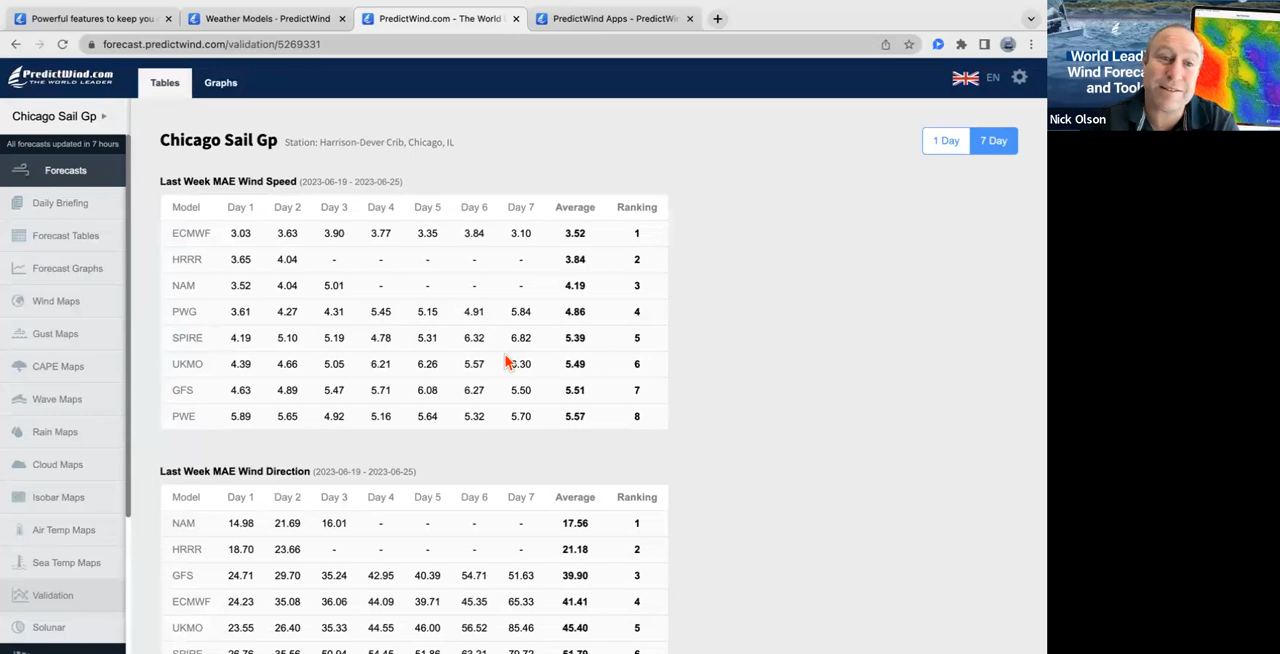 Powerful features to keep you
Weather Models - PredictWind
PredictWind.com - The World
PredictWind Apps - PredictWin
forecast.predictwind.com/validation/5269331
World Lead
Wind Foreca
and Tool
Nick Olson
PredictWind.com
THE WORLD LEADER
Tables
Graphs
EN
Chicago Sail Gp
All forecasts updated in 7 hours
Forecasts
Daily Briefing
Forecast Tables
Forecast Graphs
Wind Maps
Gust Maps
CAPE Maps
Wave Maps
Rain Maps
Cloud Maps
Isobar Maps
Air Temp Maps
Sea Temp Maps
Validation
Solunar
Chicago Sail Gp Station: Harrison-Dever Crib, Chicago, IL
1 Day 7 Day
Last Week MAE Wind Speed (2023-06-19 - 2023-06-25)
Model Day 1 Day 2 Day 3 Day 4 Day 5 Day 6 Day 7 Average Ranking
ECMWF 3.03 3.63 3.90 3.77 3.35 3.84 3.10 3.52 1
HRRR 3.65 4.04 - - - - - 3.84 2
NAM 3.52 4.04 5.01 - - - - 4.19 3
PWG 3.61 4.27 4.31 5.45 5.15 4.91 5.84 4.86 4
SPIRE 4.19 5.10 5.19 4.78 5.31 6.32 6.82 5.39 5
UKMO 4.39 4.66 5.05 6.21 6.26 5.57 .30 5.49 6
GFS 4.63 4.89 5.47 5.71 6.08 6.27 5.50 5.51 7
PWE 5.89 5.65 4.92 5.16 5.64 5.32 5.70 5.57 8
Last Week MAE Wind Direction (2023-06-19 - 2023-06-25)
Model Day 1 Day 2 Day 3 Day 4 Day 5 Day 6 Day 7 Average Ranking
NAM 14.98 21.69 16.01 - - - - 17.56 1
HRRR 18.70 23.66 - - - - - 21.18 2
GFS 24.71 29.70 35.24 42.95 40.39 54.71 51.63 39.90 3
ECMWF 24.23 35.08 36.06 44.09 39.71 45.35 65.33 41.41 4
UKMO 23.55 26.40 35.33 44.55 46.00 56.52 85.46 45.40 5